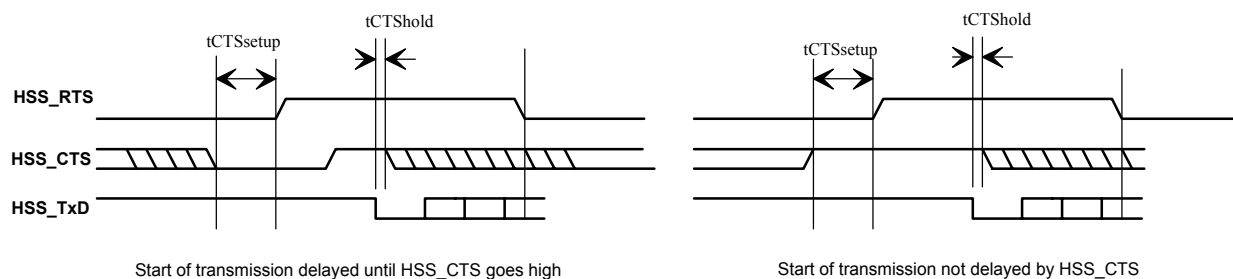 tCTShold
tCTSsetup
tCTShold
tCTSsetup
HSS_RTS
HSS_CTS
HSS_TxD
Start of transmission delayed until HSS_CTS goes high
Start of transmission not delayed by HSS_CTS